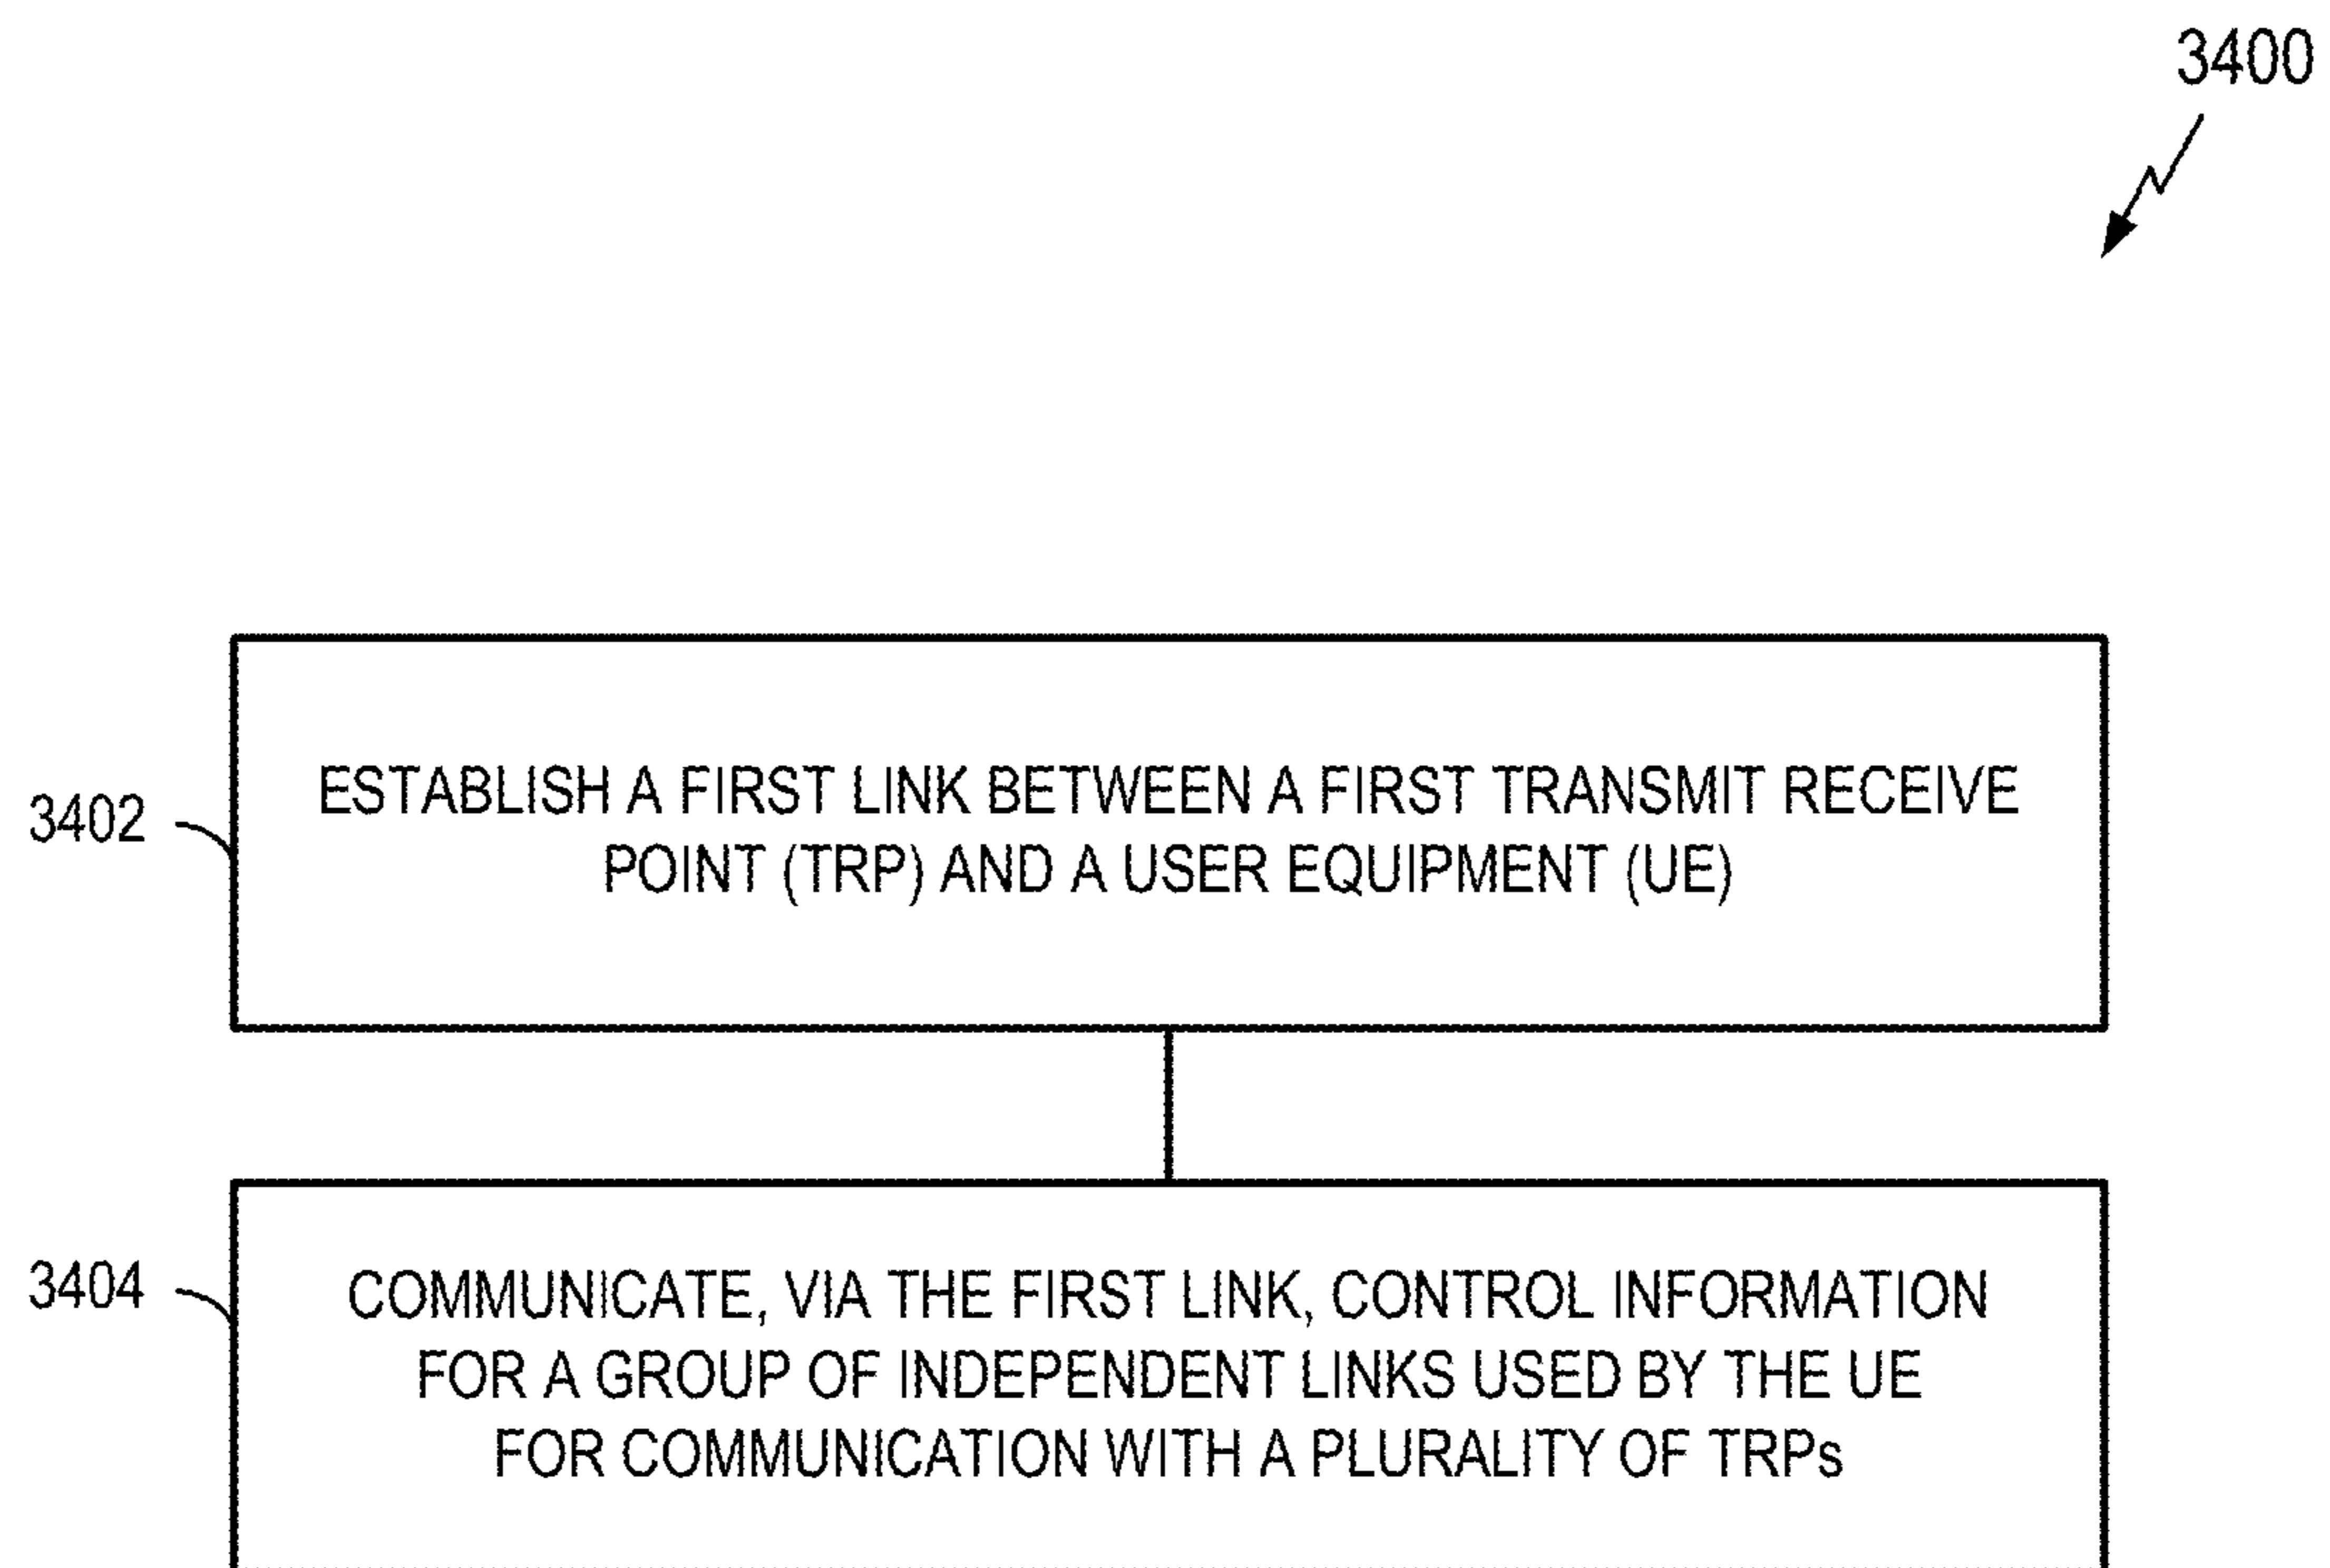 3400
3402
ESTABLISH A FIRST LINK BETWEEN A FIRST TRANSMIT RECEIVE
POINT (TRP) AND A USER EQUIPMENT (UE)
3404
COMMUNICATE, VIA THE FIRST LINK, CONTROL INFORMATION
FOR A GROUP OF INDEPENDENT LINKS USED BY THE UE
FOR COMMUNICATION WITH A PLURALITY OF TRPs